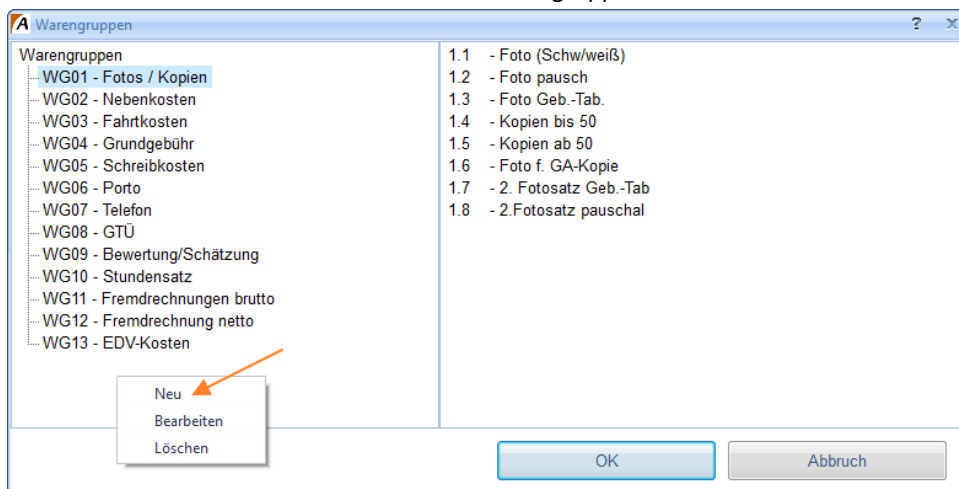 Warengruppen
? x
Warengruppen
WG01 - Fotos / Kopien
WG02 - Nebenkosten
WG03 - Fahrtkosten
WG04 - Grundgebühr
WG05 - Schreibkosten
WG06 - Porto
WG07 - Telefon
WG08 - GTÜ
WG09 - Bewertung/Schätzung
WG10 - Stundensatz
WG11 - Fremdrechnungen brutto
WG12 - Fremdrechnung netto
WG13 - EDV-Kosten
1.1 - Foto (Schw/weiß)
1.2 - Foto pausch
1.3 - Foto Geb.-Tab.
1.4 - Kopien bis 50
1.5 - Kopien ab 50
1.6 - Foto f. GA-Kopie
1.7 - 2. Fotosatz Geb.-Tab
1.8 - 2.Fotosatz pauschal
Neu
Bearbeiten
Löschen
OK
Abbruch